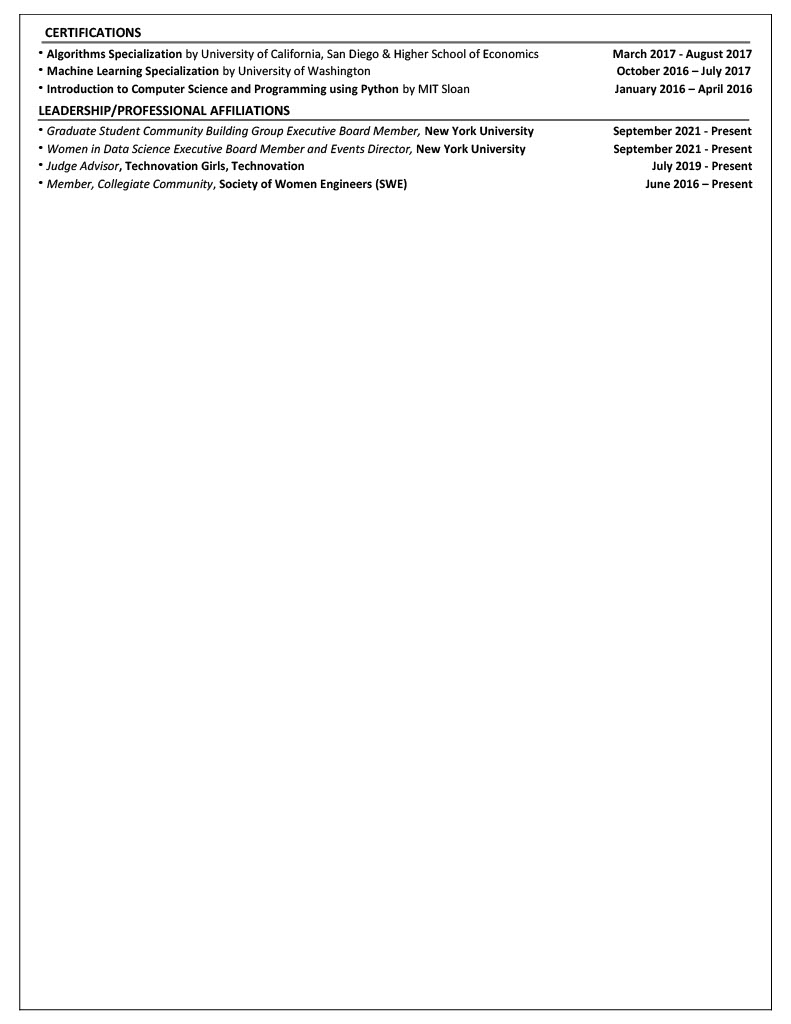 CERTIFICATIONS
• Algorithms Specialization by University of California, San Diego & Higher School of Economics March 2017 - August 2017
• Machine Learning Specialization by University of Washington October 2016 – July 2017
• Introduction to Computer Science and Programming using Python by MIT Sloan January 2016 – April 2016
LEADERSHIP/PROFESSIONAL AFFILIATIONS
• Graduate Student Community Building Group Executive Board Member, New York University September 2021 - Present
• Women in Data Science Executive Board Member and Events Director, New York University September 2021 - Present
• Judge Advisor, Technovation Girls, Technovation July 2019 - Present
• Member, Collegiate Community, Society of Women Engineers (SWE) June 2016 – Present